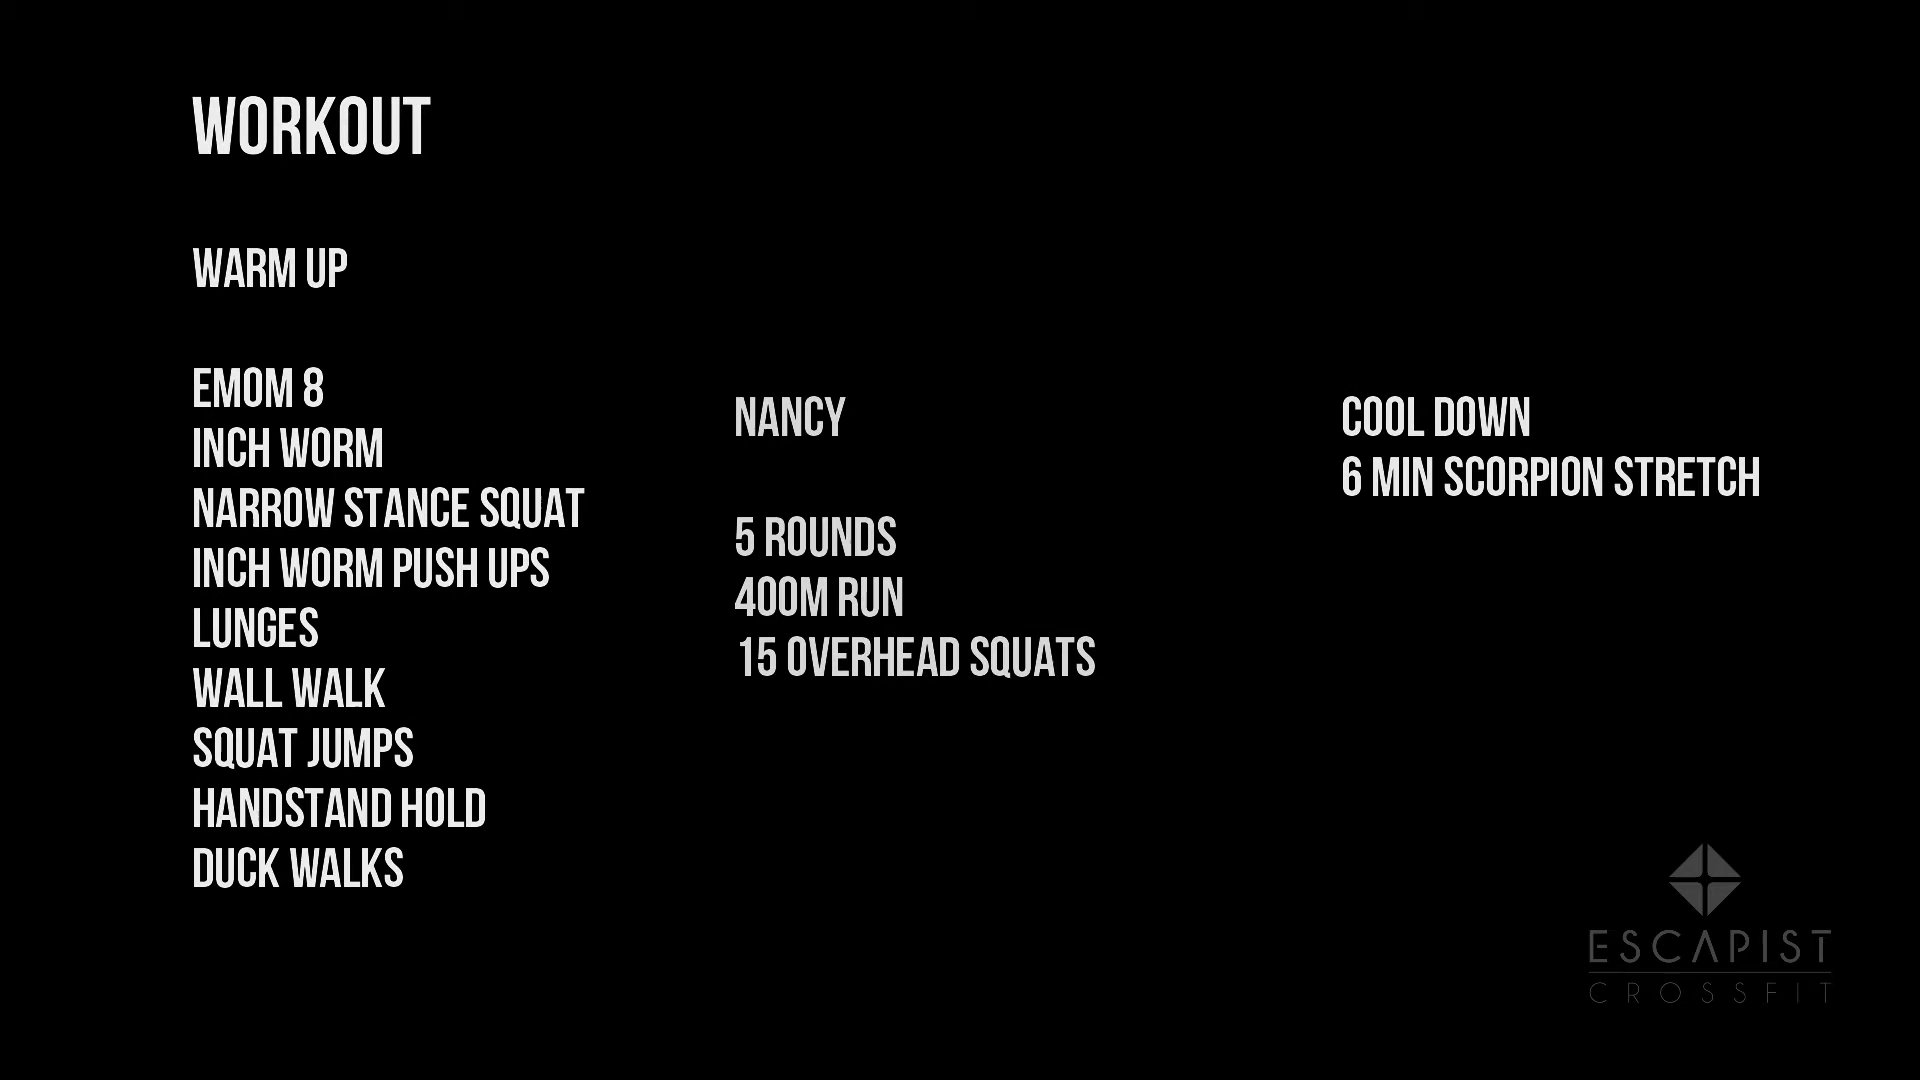 WORKOUT
WARM UP
EMOM 8
INCH WORM
NARROW STANCE SQUAT
INCH WORM PUSH UPS
LUNGES
WALL WALK
SQUAT JUMPS
HANDSTAND HOLD
DUCK WALKS
NANCY
5 ROUNDS
400M RUN
15 OVERHEAD SQUATS
COOL DOWN
6 MIN SCORPION STRETCH
ESCAPIST
CROSSFIT